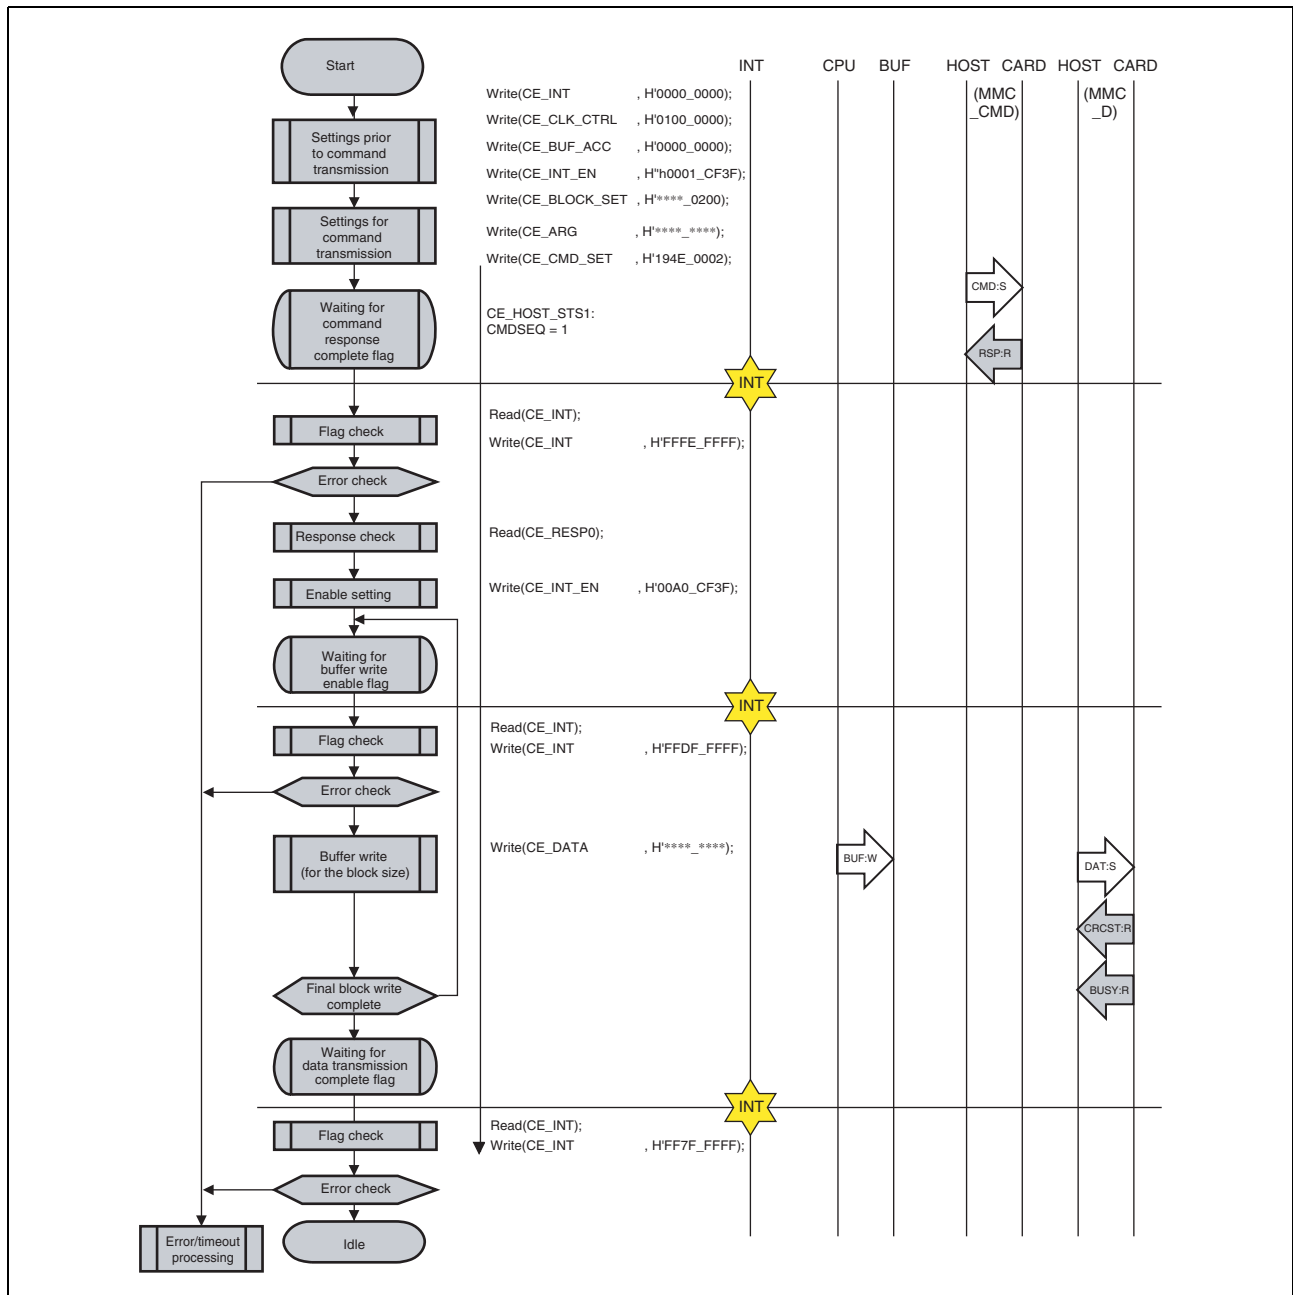 Start
INT
CPU
BUF
HOST
CARD
HOST
CARD
(MMC
_CMD)
(MMC
_D)
Write(CE_INT , H'0000_0000);
Write(CE_CLK_CTRL , H'0100_0000);
Settings prior
to command
transmission
Write(CE_BUF_ACC , H'0000_0000);
Write(CE_INT_EN , H"h0001_CF3F);
Write(CE_BLOCK_SET , H'****_0200);
Settings for
command
transmission
Write(CE_ARG , H'****_****);
Write(CE_CMD_SET , H'194E_0002);
CMD:S
Waiting for
command
response
complete flag
CE_HOST_STS1:
CMDSEQ = 1
RSP:R
INT
Flag check
Read(CE_INT);
Write(CE_INT , H'FFFE_FFFF);
Error check
Response check
Read(CE_RESP0);
Enable setting
Write(CE_INT_EN , H'00A0_CF3F);
Waiting for
buffer write
enable flag
INT
Flag check
Read(CE_INT);
Write(CE_INT , H'FFDF_FFFF);
Error check
Buffer write
(for the block size)
Write(CE_DATA , H'****_****);
BUF:W
DAT:S
CRCST:R
BUSY:R
Final block write
complete
Waiting for
data transmission
complete flag
INT
Flag check
Read(CE_INT);
Write(CE_INT , H'FF7F_FFFF);
Error check
Error/timeout
processing
Idle